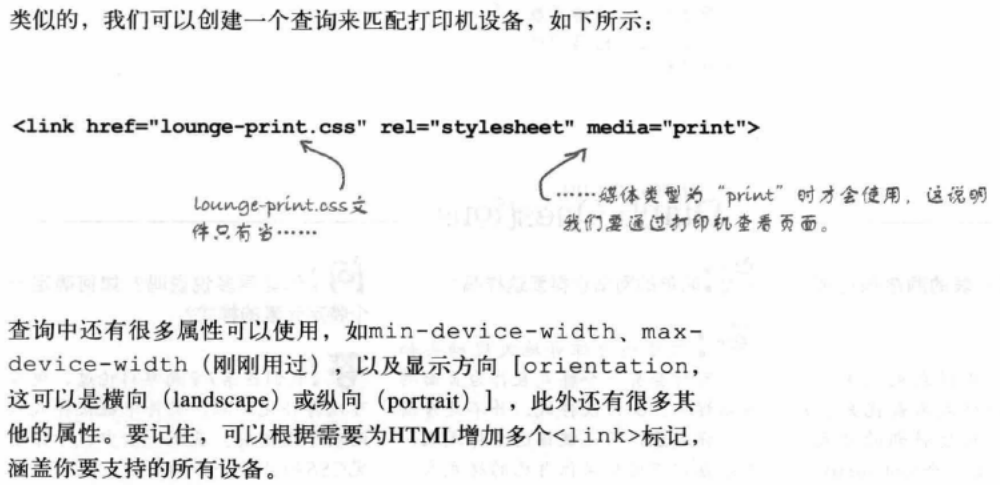 类似的，我们可以创建一个查询来匹配打印机设备，如下所示：
<link href="lounge-print.css" rel="stylesheet" media="print">
lounge-print.css文
件只有当……
……媒体类型为“print”时才会使用，这说明
我们要通过打印机查看页面。
查询中还有很多属性可以使用，如min-device-width、max-
device-width（刚刚用过）、以及显示方向［orientation，
这可以是横向（landscape）或纵向（portrait）］，此外还有很多其
他的属性。要记住，可以根据需要为HTML增加多个<link>标记，
涵盖你要支持的所有设备。